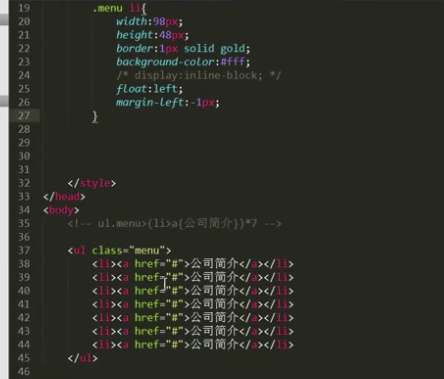 19 .menu li{
20 width:98px;
21 height:48px;
22 border:1px solid gold;
23 background-color:#fff;
24 /* display:inline-block; */
25 float:left;
26 margin-left:-1px;
27 }
28
29
30
31
32 </style>
33 </head>
34 <body>
35 <!-- ul.menu>(li>a{公司简介})*7 -->
36
37 <ul class="menu">
38 <li><a href="#">公司简介</a></li>
39 <li><a href="#">公司简介</a></li>
40 <li><a href="#">公司简介</a></li>
41 <li><a href="#">公司简介</a></li>
42 <li><a href="#">公司简介</a></li>
43 <li><a href="#">公司简介</a></li>
44 <li><a href="#">公司简介</a></li>
45 </ul>
46